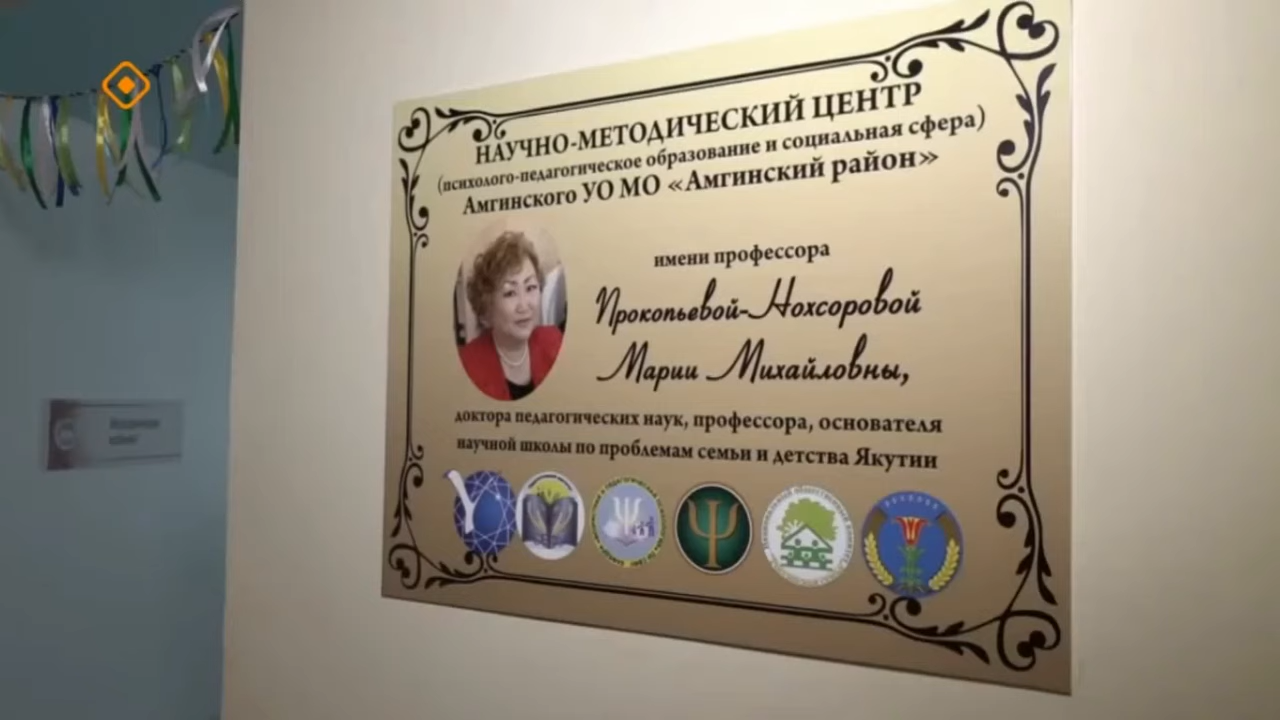 НАУЧНО-МЕТОДИЧЕСКИЙ ЦЕНТР
(психолого-педагогическое образование и социальная сфера)
Амгинского УО МО «Амгинский район»
имени профессора
Прокопьевой-Нохсоровой
Марии Михайловны,
доктора педагогических наук, профессора, основателя
научной школы по проблемам семьи и детства Якутии